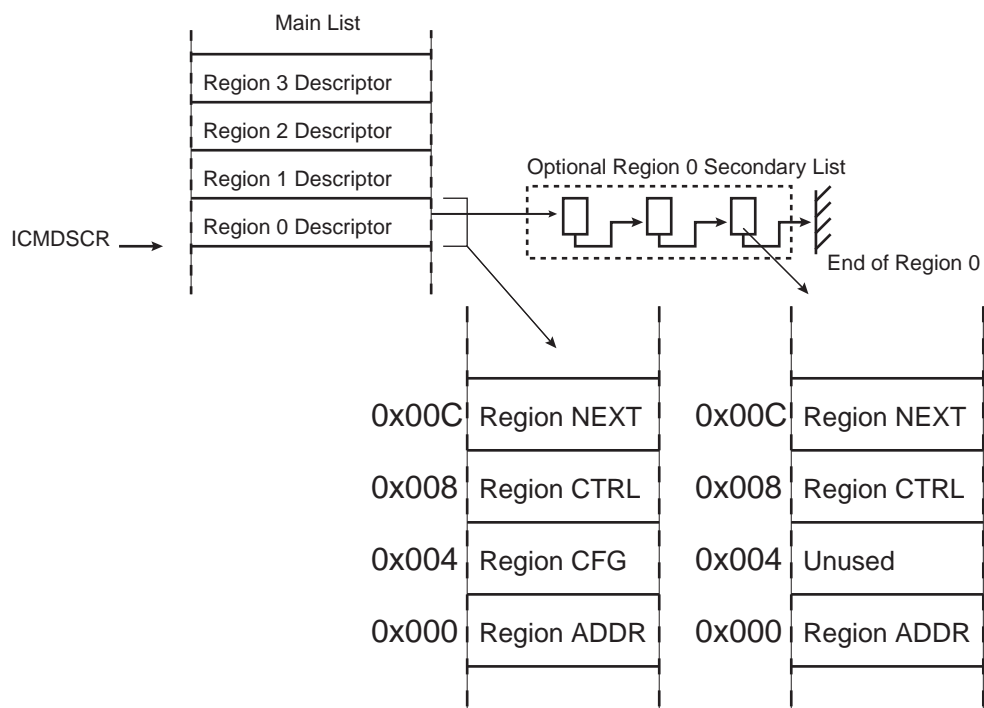 Main List
Region 3 Descriptor
Region 2 Descriptor
Region 1 Descriptor
Region 0 Descriptor
ICMDSCR
Optional Region 0 Secondary List
End of Region 0
0x00C Region NEXT
0x008 Region CTRL
0x004 Region CFG
0x000 Region ADDR
0x00C Region NEXT
0x008 Region CTRL
0x004 Unused
0x000 Region ADDR